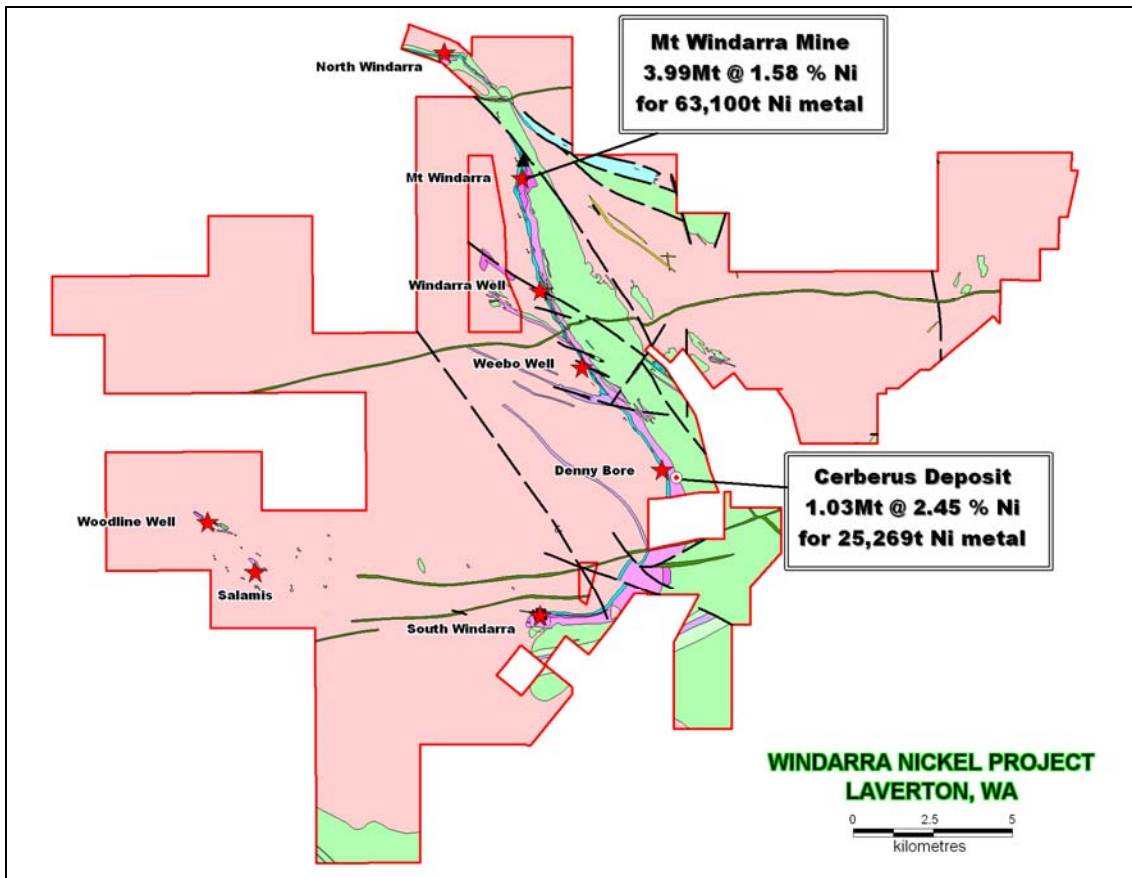 Mt Windarra Mine
3.99Mt @ 1.58 % Ni
for 63,100t Ni metal
North Windarra
Mt Windarra
Windarra Well
Weebo Well
Denny Bore
Cerberus Deposit
1.03Mt @ 2.45 % Ni
for 25,269t Ni metal
Woodline Well
Salamis
South Windarra
WINDARRA NICKEL PROJECT
LAVERTON, WA
0 2.5 5
kilometres